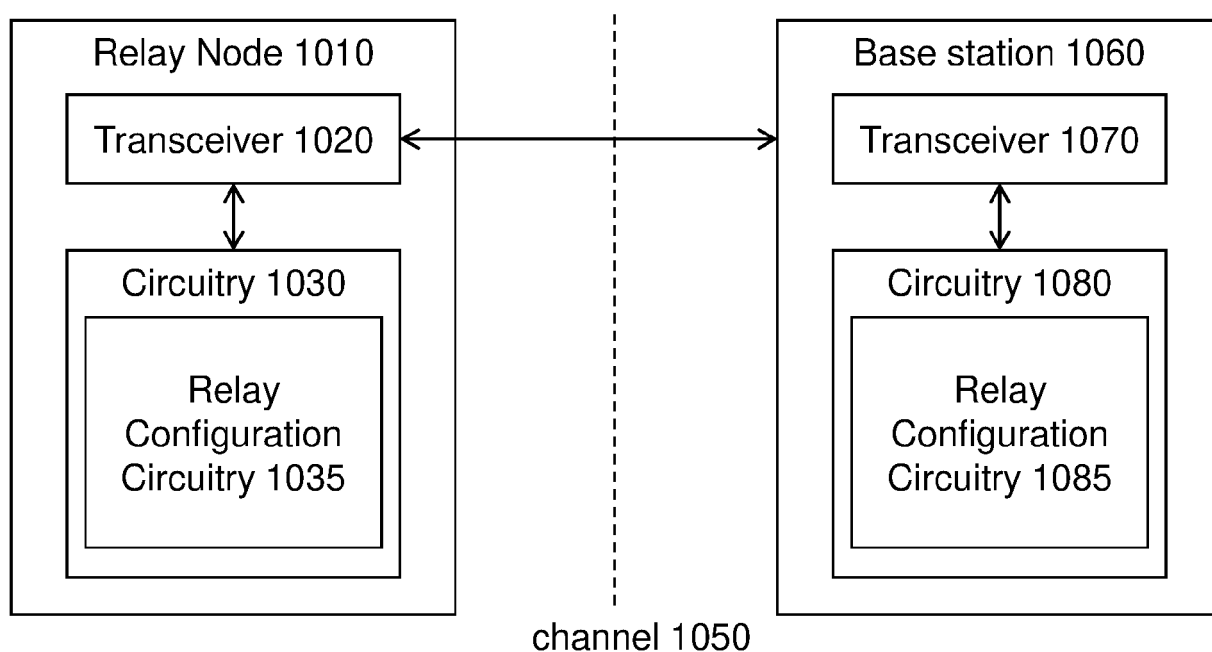 Relay Node 1010
Transceiver 1020
Circuitry 1030
Relay
Configuration
Circuitry 1035
Base station 1060
Transceiver 1070
Circuitry 1080
Relay
Configuration
Circuitry 1085
channel 1050